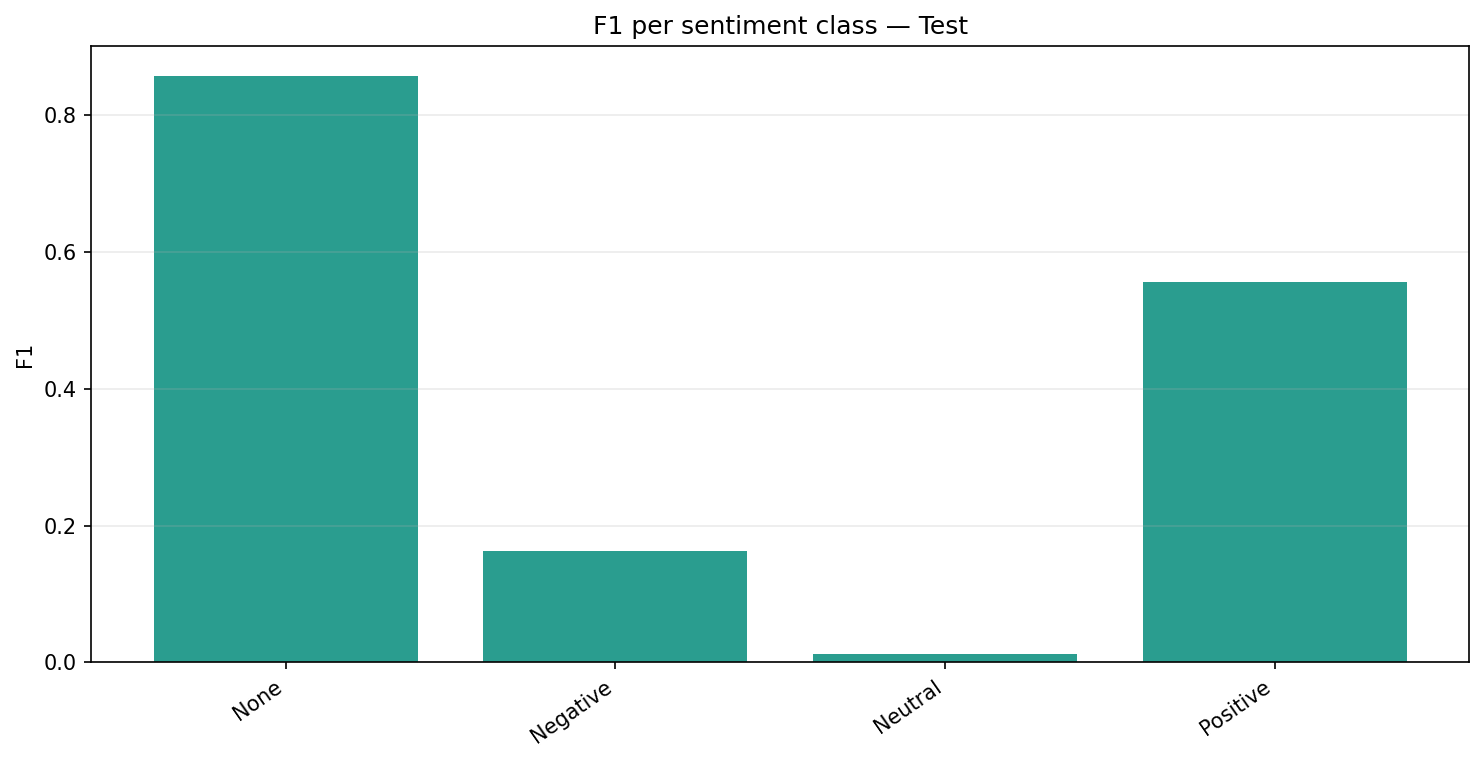 F1 per sentiment class — Test
F1
0.8
0.6
0.4
0.2
0.0
None
Negative
Neutral
Positive